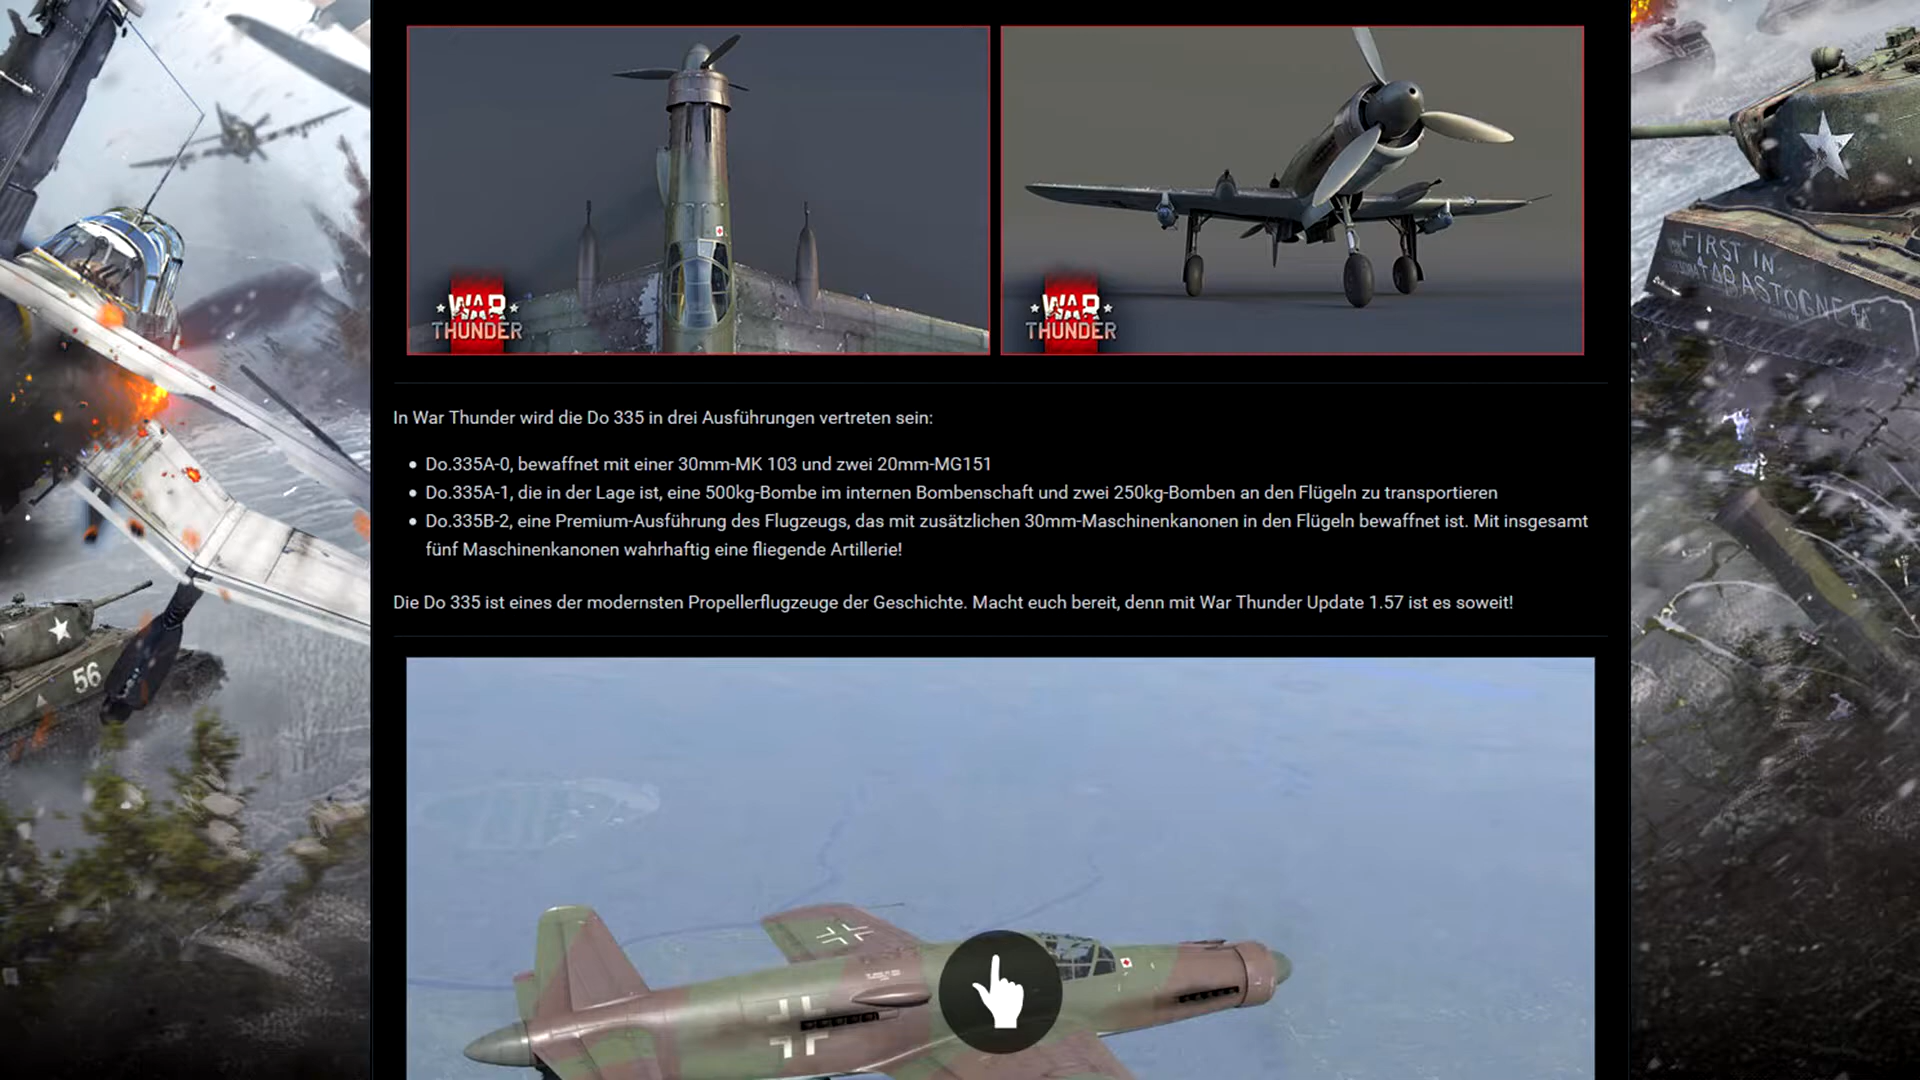 WAR
THUNDER
WAR
THUNDER
FIRST IN
BASTOGNE
In War Thunder wird die Do 335 in drei Ausführungen vertreten sein:
Do.335A-0, bewaffnet mit einer 30mm-MK 103 und zwei 20mm-MG151
Do.335A-1, die in der Lage ist, eine 500kg-Bombe im internen Bombenschaft und zwei 250kg-Bomben an den Flügeln zu transportieren
Do.335B-2, eine Premium-Ausführung des Flugzeugs, das mit zusätzlichen 30mm-Maschinenkanonen in den Flügeln bewaffnet ist. Mit insgesamt
fünf Maschinenkanonen wahrhaftig eine fliegende Artillerie!
Die Do 335 ist eines der modernsten Propellerflugzeuge der Geschichte. Macht euch bereit, denn mit War Thunder Update 1.57 ist es soweit!
56